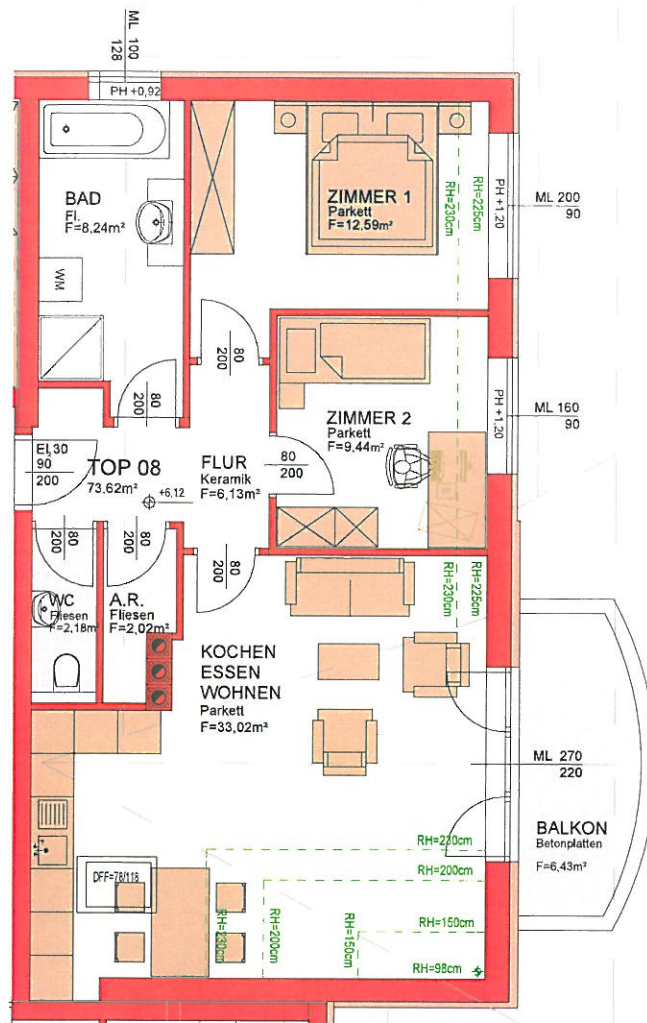 ML 100
128
PH +0,92
BAD
Fl.
F=8,24m²
WM
ZIMMER 1
Parkett
F=12,59m²
RH=230cm
RH=225cm
PH +1,20
ML 200
90
80
200
80
200
ZIMMER 2
Parkett
F=9,44m²
PH +1,20
ML 160
90
EI,30
90
200
TOP 08
73,62m²
+6,12
FLUR
Keramik
F=6,13m²
80
200
80
200
80
200
80
200
WC
Fliesen
F=2,18m²
A.R.
Fliesen
F=2,02m²
RH=230cm
RH=225cm
KOCHEN
ESSEN
WOHNEN
Parkett
F=33,02m²
ML 270
220
BALKON
Betonplatten
F=6,43m²
RH=230cm
RH=200cm
DFF=78/118
RH=230cm
RH=200cm
RH=150cm
RH=150cm
RH=98cm